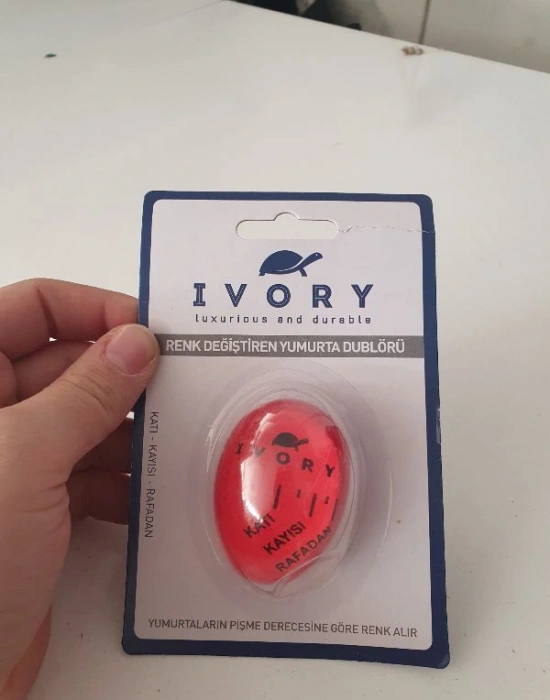 IVORY
luxurious and durable
RENK DEĞİŞTİREN YUMURTA DUBLÖRÜ
KATI - KAYISI - RAFADAN
IVORY
KATI
KAYISI
RAFADAN
YUMURTALARIN PİŞME DERECESİNE GÖRE RENK ALIR